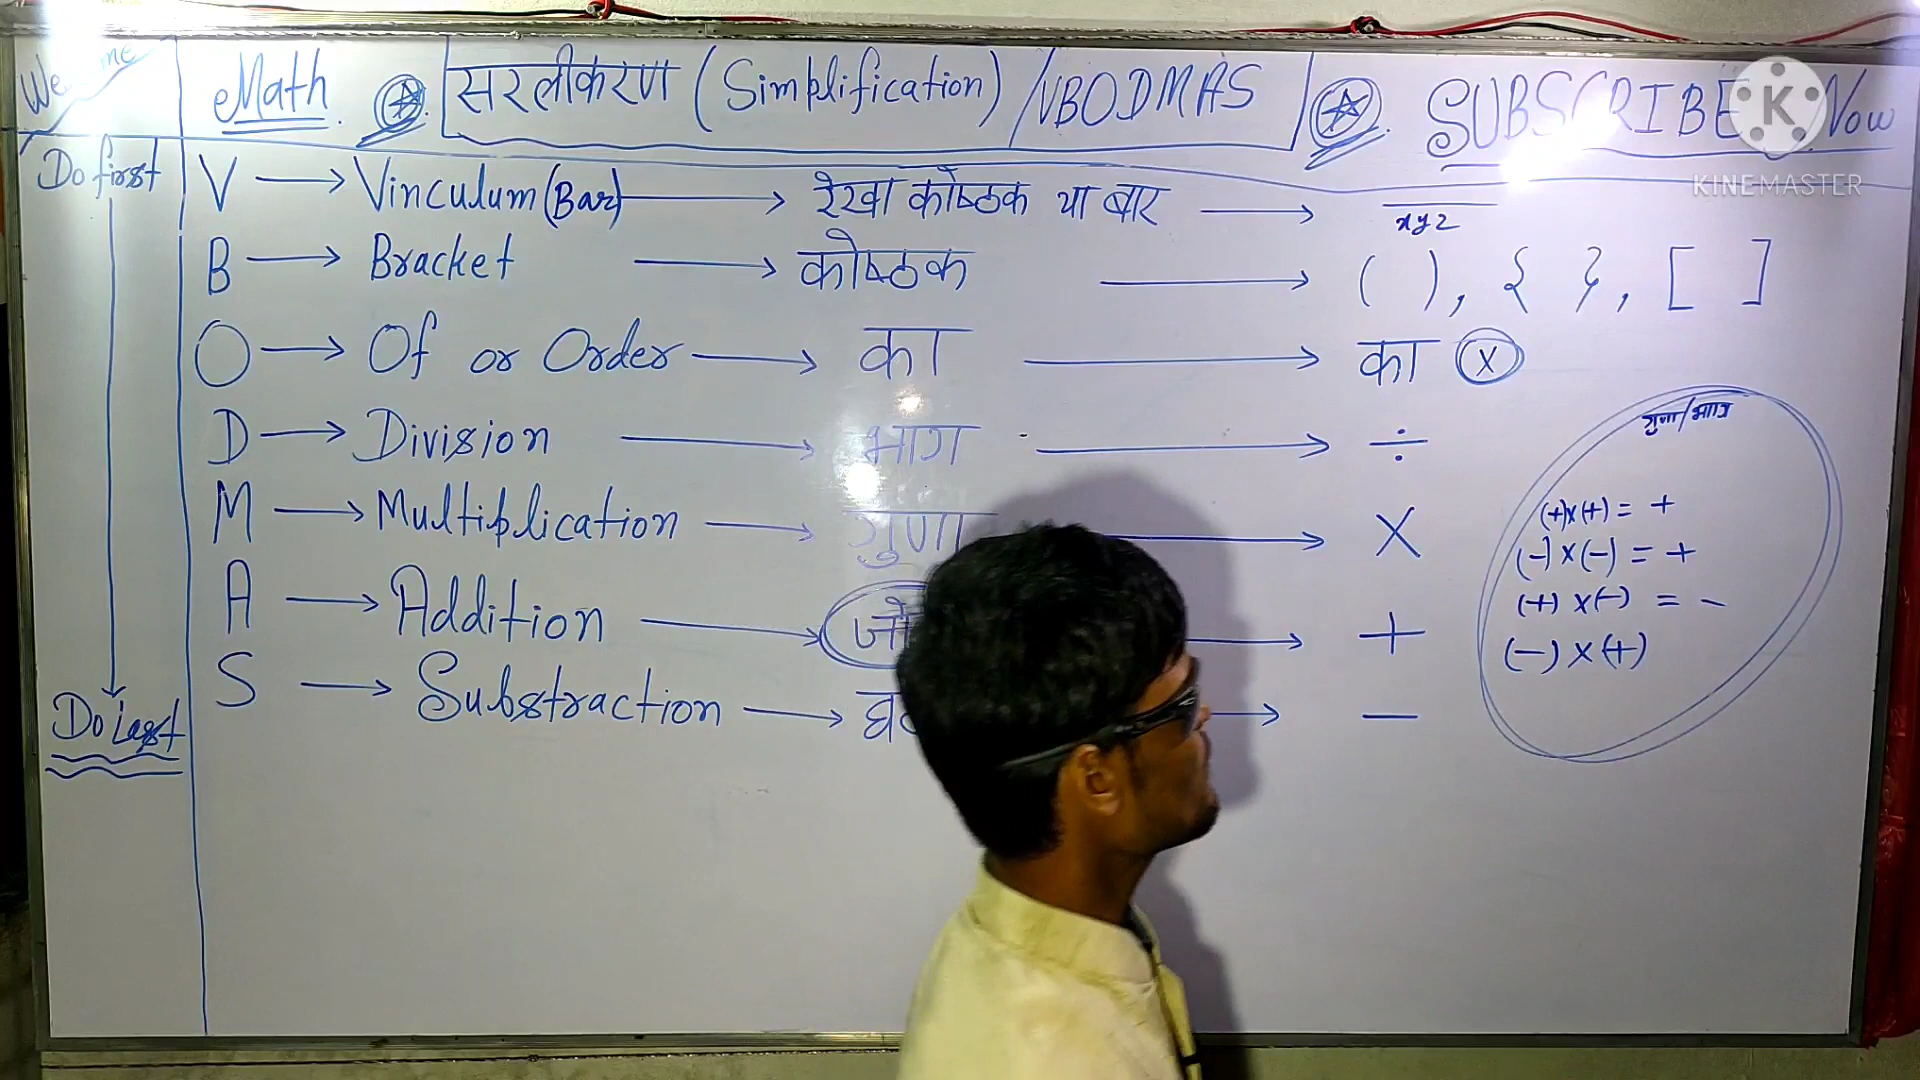 Math सरलीकरण (Simplification) /VBODMAS SUBSCRIBE Now
KINEMASTER
Do first
V → Vinculum (Bar) → रेखा कोष्ठक या बार → xyz
B → Bracket → कोष्ठक → ( ), { }, [ ]
O → Of or Order → का → का (x)
D → Division → भाग → ÷
M → Multiplication → गुणा → ×
A → Addition → → +
S → Substraction → → −
Do Last
गुणा/भाग
(+)×(+) = +
(−)×(−) = +
(+)×(−) = −
(−)×(+)